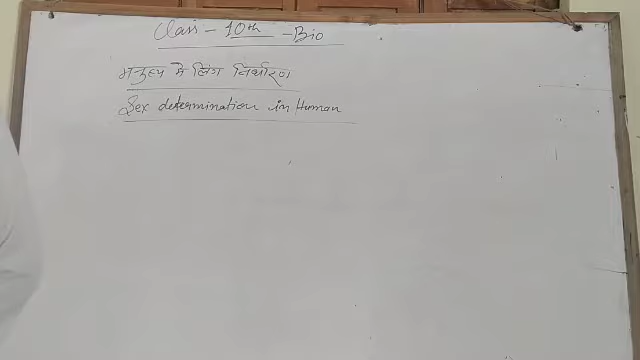 Class - 10th - Bio
मनुष्य में लिंग निर्धारण
Sex determination in Human